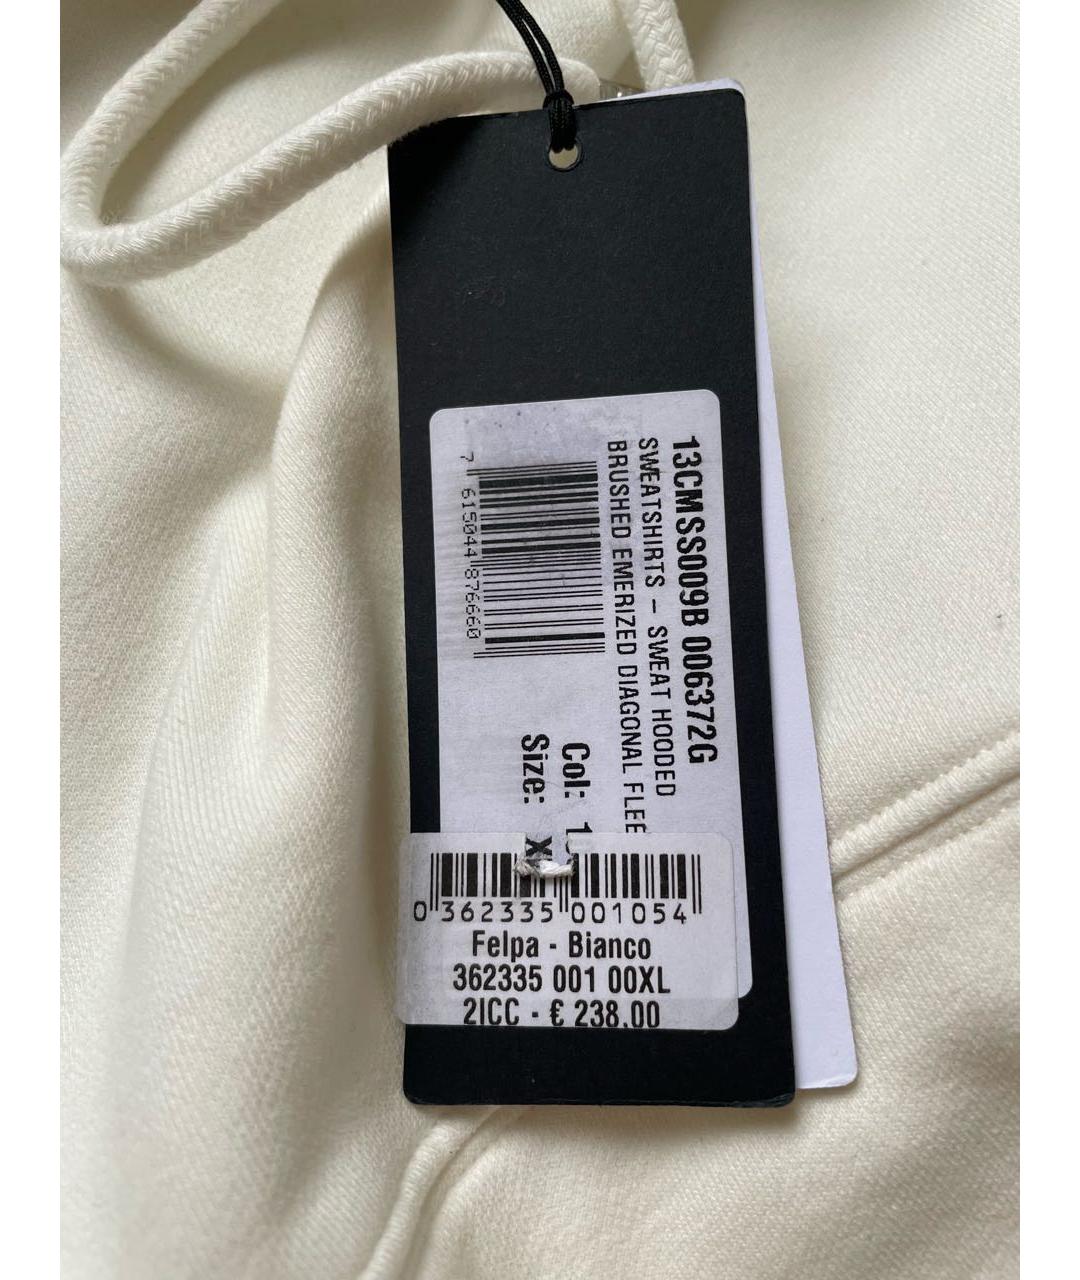 13CMSS009B 006372G
SWEATSHIRTS - SWEAT HOODED
BRUSHED EMERIZED DIAGONAL FLEE
7 615044 876660
Col: 1
Size: X
0 362335 001054
Felpa - Bianco
362335 001 00XL
2ICC - € 238.00